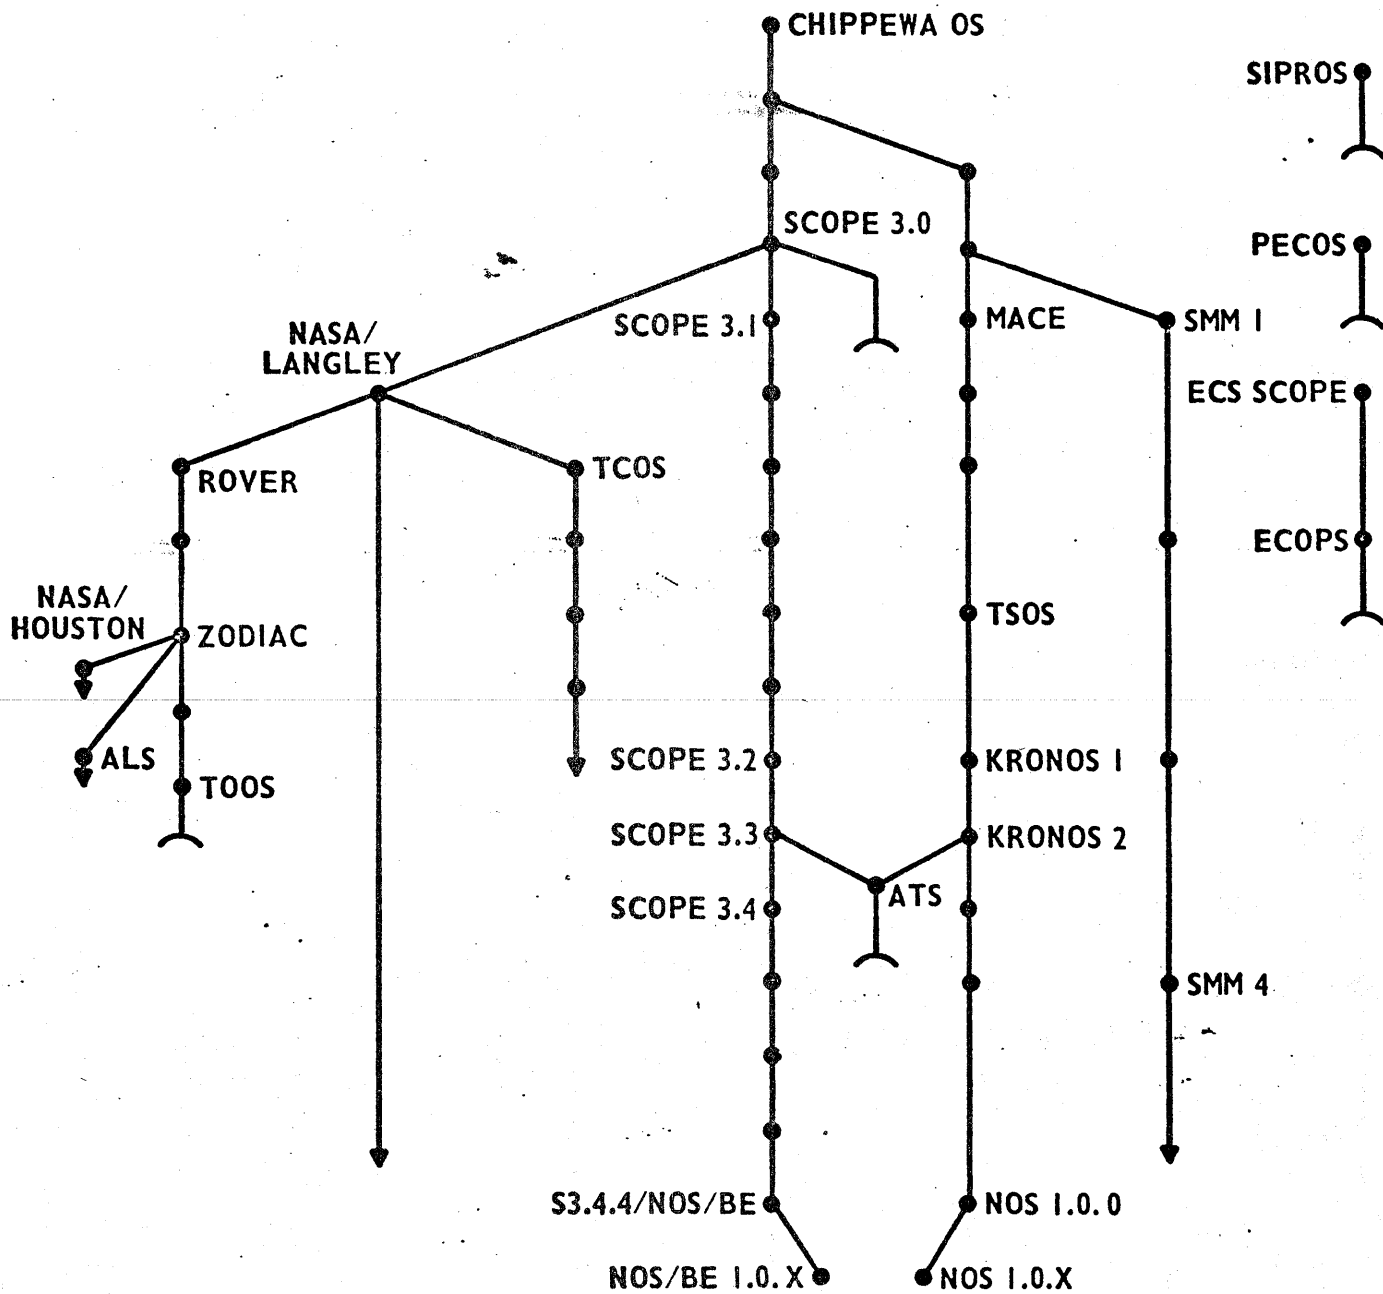 CHIPPEWA OS
SIPROS
SCOPE 3.0
PECOS
SCOPE 3.1
MACE
SMM 1
NASA/
LANGLEY
ECS SCOPE
TCOS
ROVER
ECOPS
NASA/
HOUSTON
ZODIAC
TSOS
ALS
TOOS
SCOPE 3.2
KRONOS 1
SCOPE 3.3
KRONOS 2
ATS
SCOPE 3.4
SMM 4
S3.4.4/NOS/BE
NOS 1.0.0
NOS/BE 1.0.X
NOS 1.0.X